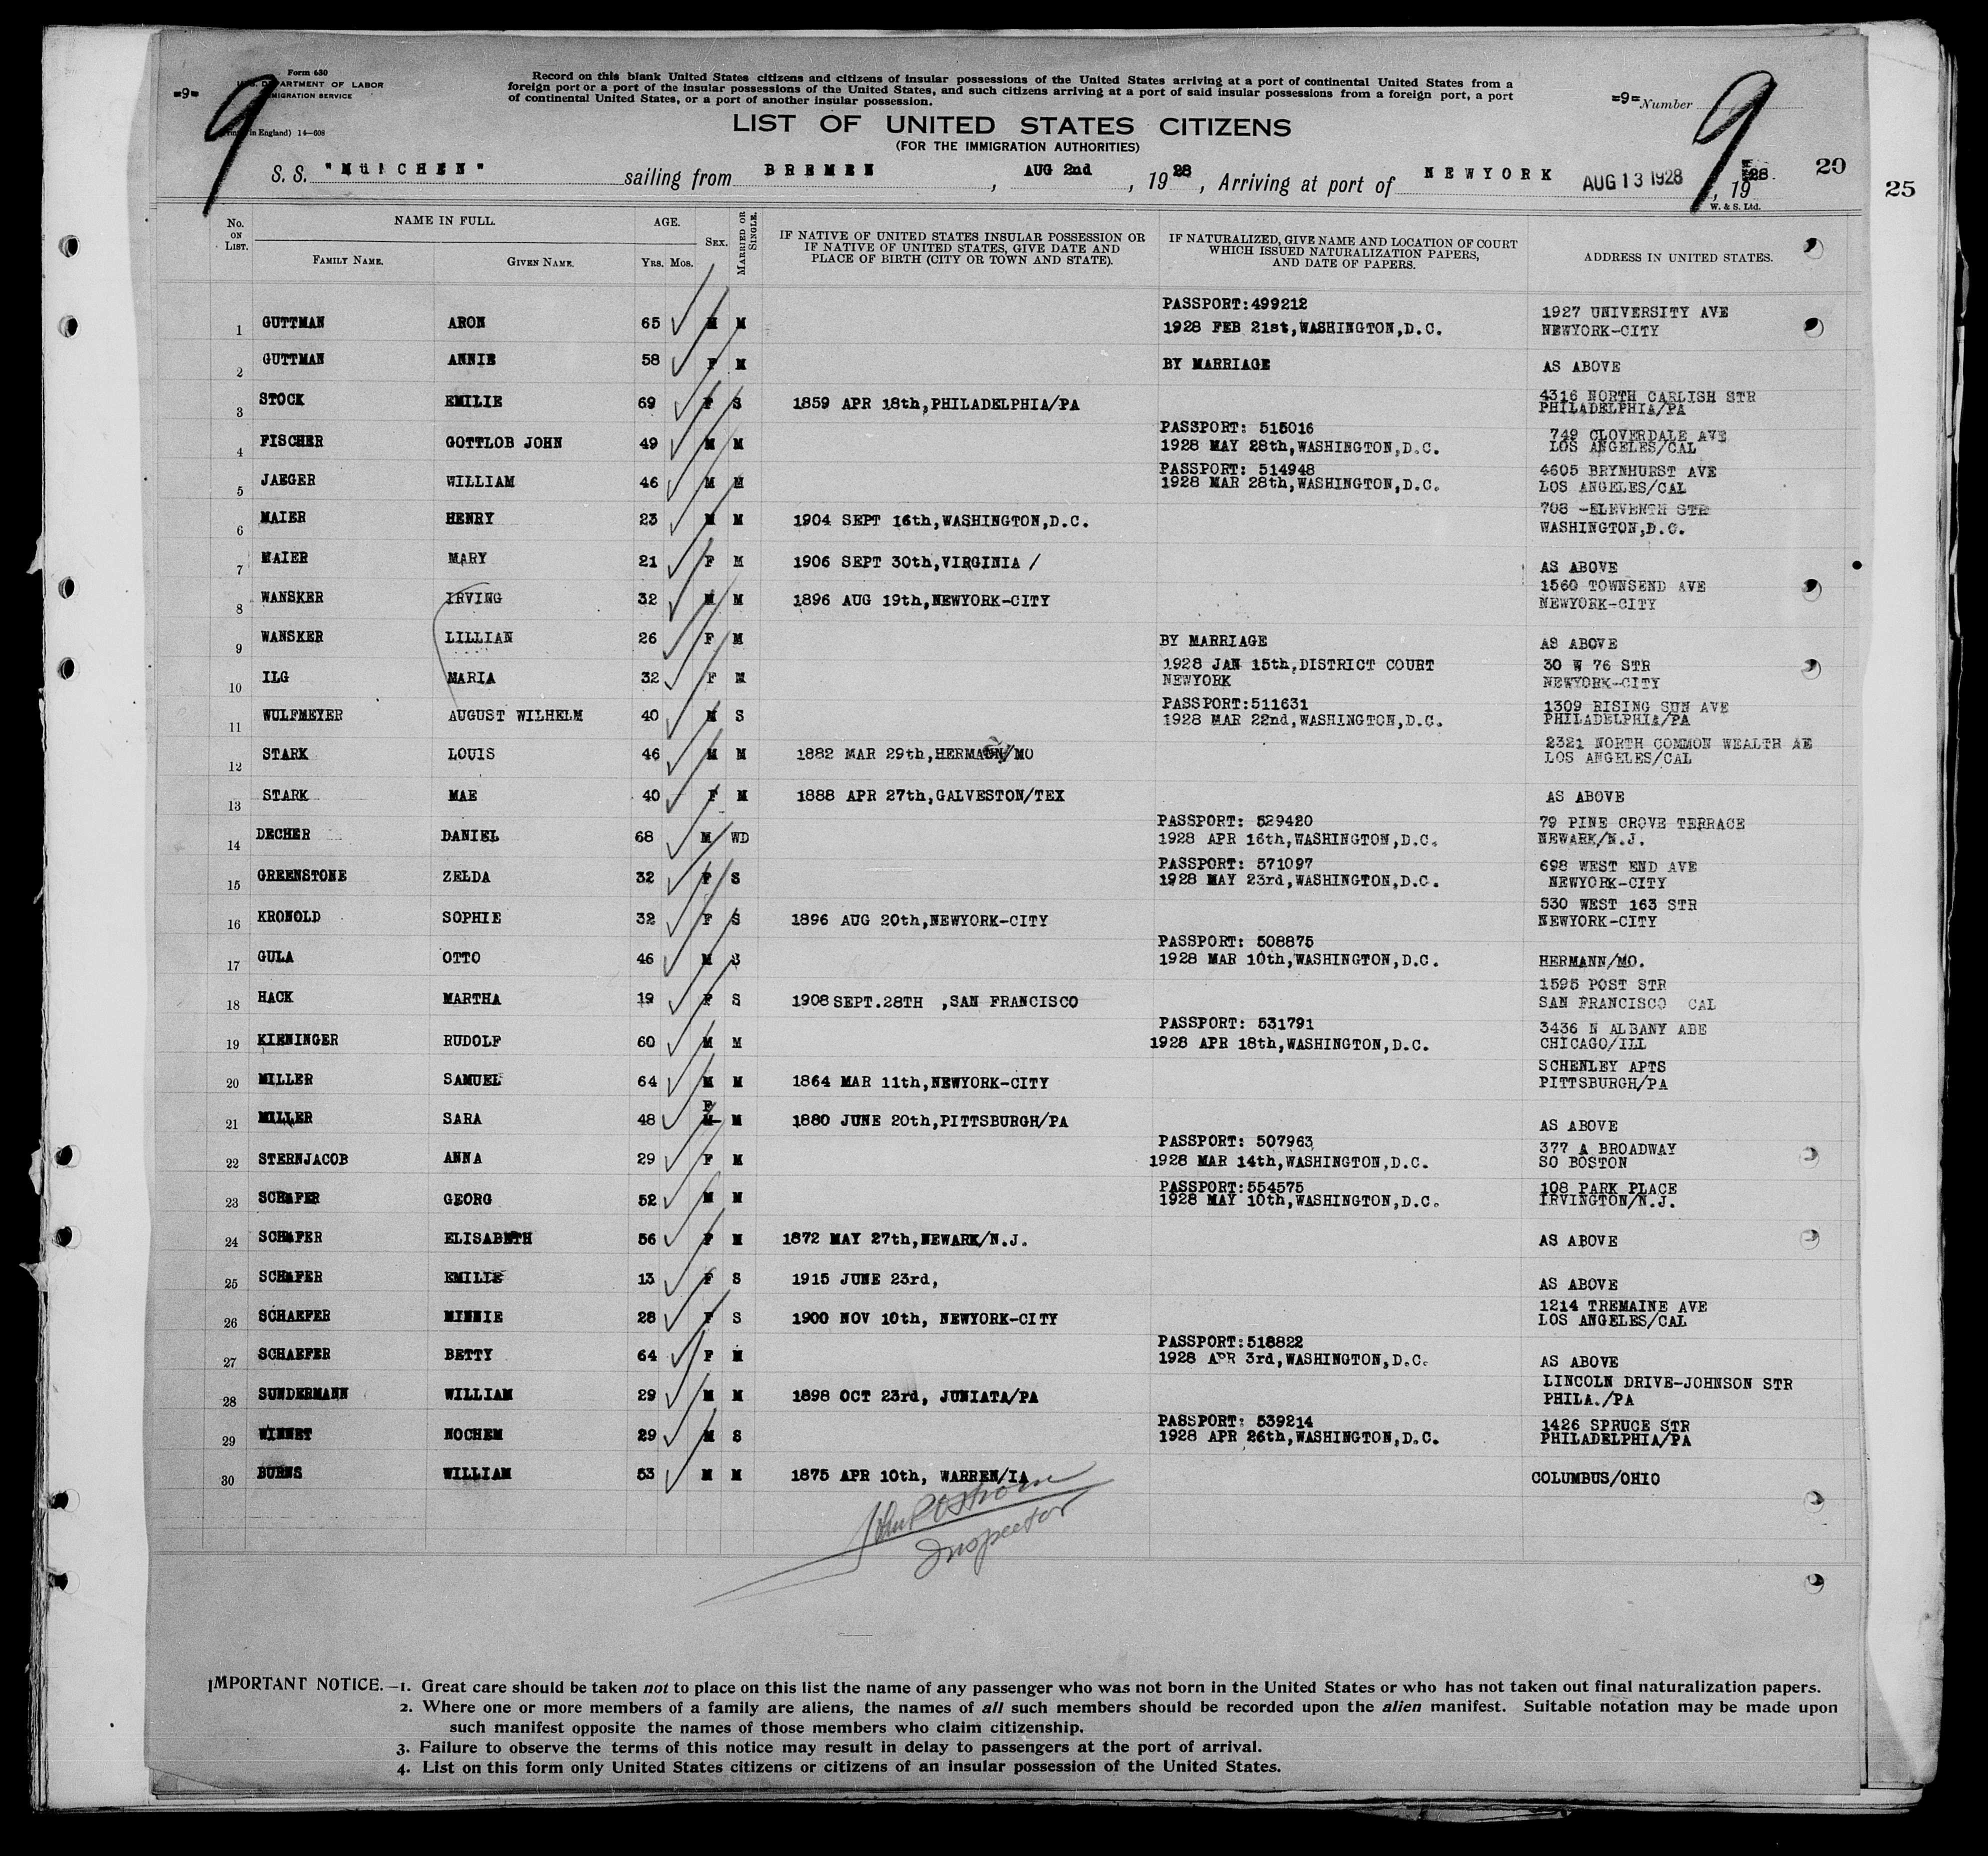 Form 630
U.S. DEPARTMENT OF LABOR
IMMIGRATION SERVICE
=9=
(Printed in England) 14—608
9
Record on this blank United States citizens and citizens of insular possessions of the United States arriving at a port of continental United States from a
foreign port or a port of the insular possessions of the United States, and such citizens arriving at a port of said insular possessions from a foreign port, a port
of continental United States, or a port of another insular possession.
=9= Number
9
LIST OF UNITED STATES CITIZENS
(FOR THE IMMIGRATION AUTHORITIES)
S. S. "MüNCHEN" sailing from BREMEN, AUG 2nd, 1928, Arriving at port of NEWYORK AUG 13 1928, 1928.
20
25
W. & S. Ltd.
No. ON LIST. NAME IN FULL. FAMILY NAME. GIVEN NAME. AGE. YRS. MOS. SEX. MARRIED OR SINGLE.
IF NATIVE OF UNITED STATES INSULAR POSSESSION OR
IF NATIVE OF UNITED STATES, GIVE DATE AND
PLACE OF BIRTH (CITY OR TOWN AND STATE).
IF NATURALIZED, GIVE NAME AND LOCATION OF COURT
WHICH ISSUED NATURALIZATION PAPERS,
AND DATE OF PAPERS.
ADDRESS IN UNITED STATES.
PASSPORT:499212 1927 UNIVERSITY AVE
1 GUTTMAN ARON 65 M M 1928 FEB 21st,WASHINGTON,D.C. NEWYORK-CITY
2 GUTTMAN ANNIE 58 F M BY MARRIAGE AS ABOVE
3 STOCK EMILIE 69 F S 1859 APR 18th,PHILADELPHIA/PA 4316 NORTH CARLISH STR
PHILADELPHIA/PA
PASSPORT: 515016 749 CLOVERDALE AVE
4 FISCHER GOTTLOB JOHN 49 M M 1928 MAY 28th,WASHINGTON,D.C. LOS ANGELES/CAL
PASSPORT: 514948 4605 BRYNHURST AVE
5 JAEGER WILLIAM 46 M M 1928 MAR 28th,WASHINGTON,D.C. LOS ANGELES/CAL
708 -ELEVENTH STR
6 MAIER HENRY 23 M M 1904 SEPT 16th,WASHINGTON,D.C. WASHINGTON,D.C.
7 MAIER MARY 21 F M 1906 SEPT 30th,VIRGINIA / AS ABOVE
1560 TOWNSEND AVE
8 WANSKER IRVING 32 M M 1896 AUG 19th,NEWYORK-CITY NEWYORK-CITY
9 WANSKER LILLIAN 26 F M BY MARRIAGE AS ABOVE
1928 JAN 15th,DISTRICT COURT 30 W 76 STR
10 ILG MARIA 32 F M NEWYORK NEWYORK-CITY
PASSPORT:511631 1309 RISING SUN AVE
11 WULFMEYER AUGUST WILHELM 40 M S 1928 MAR 22nd,WASHINGTON,D.C. PHILADELPHIA/PA
2321 NORTH COMMON WEALTH AE
12 STARK LOUIS 46 M M 1882 MAR 29th,HERMANN/MO LOS ANGELES/CAL
13 STARK MAE 40 F M 1888 APR 27th,GALVESTON/TEX AS ABOVE
PASSPORT: 529420 79 PINE CROVE TERRACE
14 DECHER DANIEL 68 M WD 1928 APR 16th,WASHINGTON,D.C. NEWARK/N.J.
PASSPORT: 571097 698 WEST END AVE
15 GREENSTONE ZELDA 32 F S 1928 MAY 23rd,WASHINGTON,D.C. NEWYORK-CITY
530 WEST 163 STR
16 KRONOLD SOPHIE 32 F S 1896 AUG 20th,NEWYORK-CITY NEWYORK-CITY
PASSPORT: 508875
17 GULA OTTO 46 M S 1928 MAR 10th,WASHINGTON,D.C. HERMANN/MO.
1595 POST STR
18 HACK MARTHA 19 F S 1908 SEPT.28TH ,SAN FRANCISCO SAN FRANCISCO CAL
PASSPORT: 531791 3436 N ALBANY ABE
19 KIENINGER RUDOLF 60 M M 1928 APR 18th,WASHINGTON,D.C. CHICAGO/ILL
SCHENLEY APTS
20 MILLER SAMUEL 64 M M 1864 MAR 11th,NEWYORK-CITY PITTSBURGH/PA
F
21 MILLER SARA 48 M M 1880 JUNE 20th,PITTSBURGH/PA AS ABOVE
PASSPORT: 507963 377 A BROADWAY
22 STERNJACOB ANNA 29 F M 1928 MAR 14th,WASHINGTON,D.C. SO BOSTON
PASSPORT:554575 108 PARK PLACE
23 SCHAFER GEORG 52 M M 1928 MAY 10th,WASHINGTON,D.C. IRVINGTON/N.J.
24 SCHAFER ELISABETH 56 F M 1872 MAY 27th,NEWARK/N.J. AS ABOVE
25 SCHAFER EMILIE 13 F S 1915 JUNE 23rd, AS ABOVE
1214 TREMAINE AVE
26 SCHAEFER MINNIE 28 F S 1900 NOV 10th, NEWYORK-CITY LOS ANGELES/CAL
PASSPORT:518822
27 SCHAEFER BETTY 64 F M 1928 APR 3rd,WASHINGTON,D.C. AS ABOVE
LINCOLN DRIVE-JOHNSON STR
28 SUNDERMANN WILLIAM 29 M M 1898 OCT 23rd, JUNIATA/PA PHILA./PA
PASSPORT: 539214 1426 SPRUCE STR
29 WINNET NOCHEM 29 M S 1928 APR 26th,WASHINGTON,D.C. PHILADELPHIA/PA
30 BURNS WILLIAM 53 M M 1875 APR 10th, WARREN/IA COLUMBUS/OHIO
Inspector
IMPORTANT NOTICE.—1. Great care should be taken not to place on this list the name of any passenger who was not born in the United States or who has not taken out final naturalization papers.
2. Where one or more members of a family are aliens, the names of all such members should be recorded upon the alien manifest. Suitable notation may be made upon
such manifest opposite the names of those members who claim citizenship.
3. Failure to observe the terms of this notice may result in delay to passengers at the port of arrival.
4. List on this form only United States citizens or citizens of an insular possession of the United States.